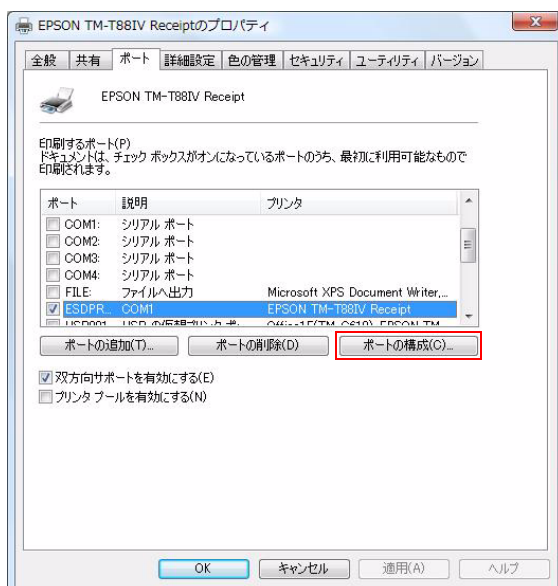 EPSON TM-T88IV Receiptのプロパティ
全般 共有 ポート 詳細設定 色の管理 セキュリティ ユーティリティ バージョン
EPSON TM-T88IV Receipt
印刷するポート(P)
ドキュメントは、チェック ボックスがオンになっているポートのうち、最初に利用可能なもので
印刷されます。
ポート 説明 プリンタ
COM1: シリアル ポート
COM2: シリアル ポート
COM3: シリアル ポート
COM4: シリアル ポート
FILE: ファイルへ出力 Microsoft XPS Document Writer,...
ESDPR... COM1 EPSON TM-T88IV Receipt
ポートの追加(T)... ポートの削除(D) ポートの構成(C)...
双方向サポートを有効にする(E)
プリンタ プールを有効にする(N)
OK キャンセル 適用(A) ヘルプ